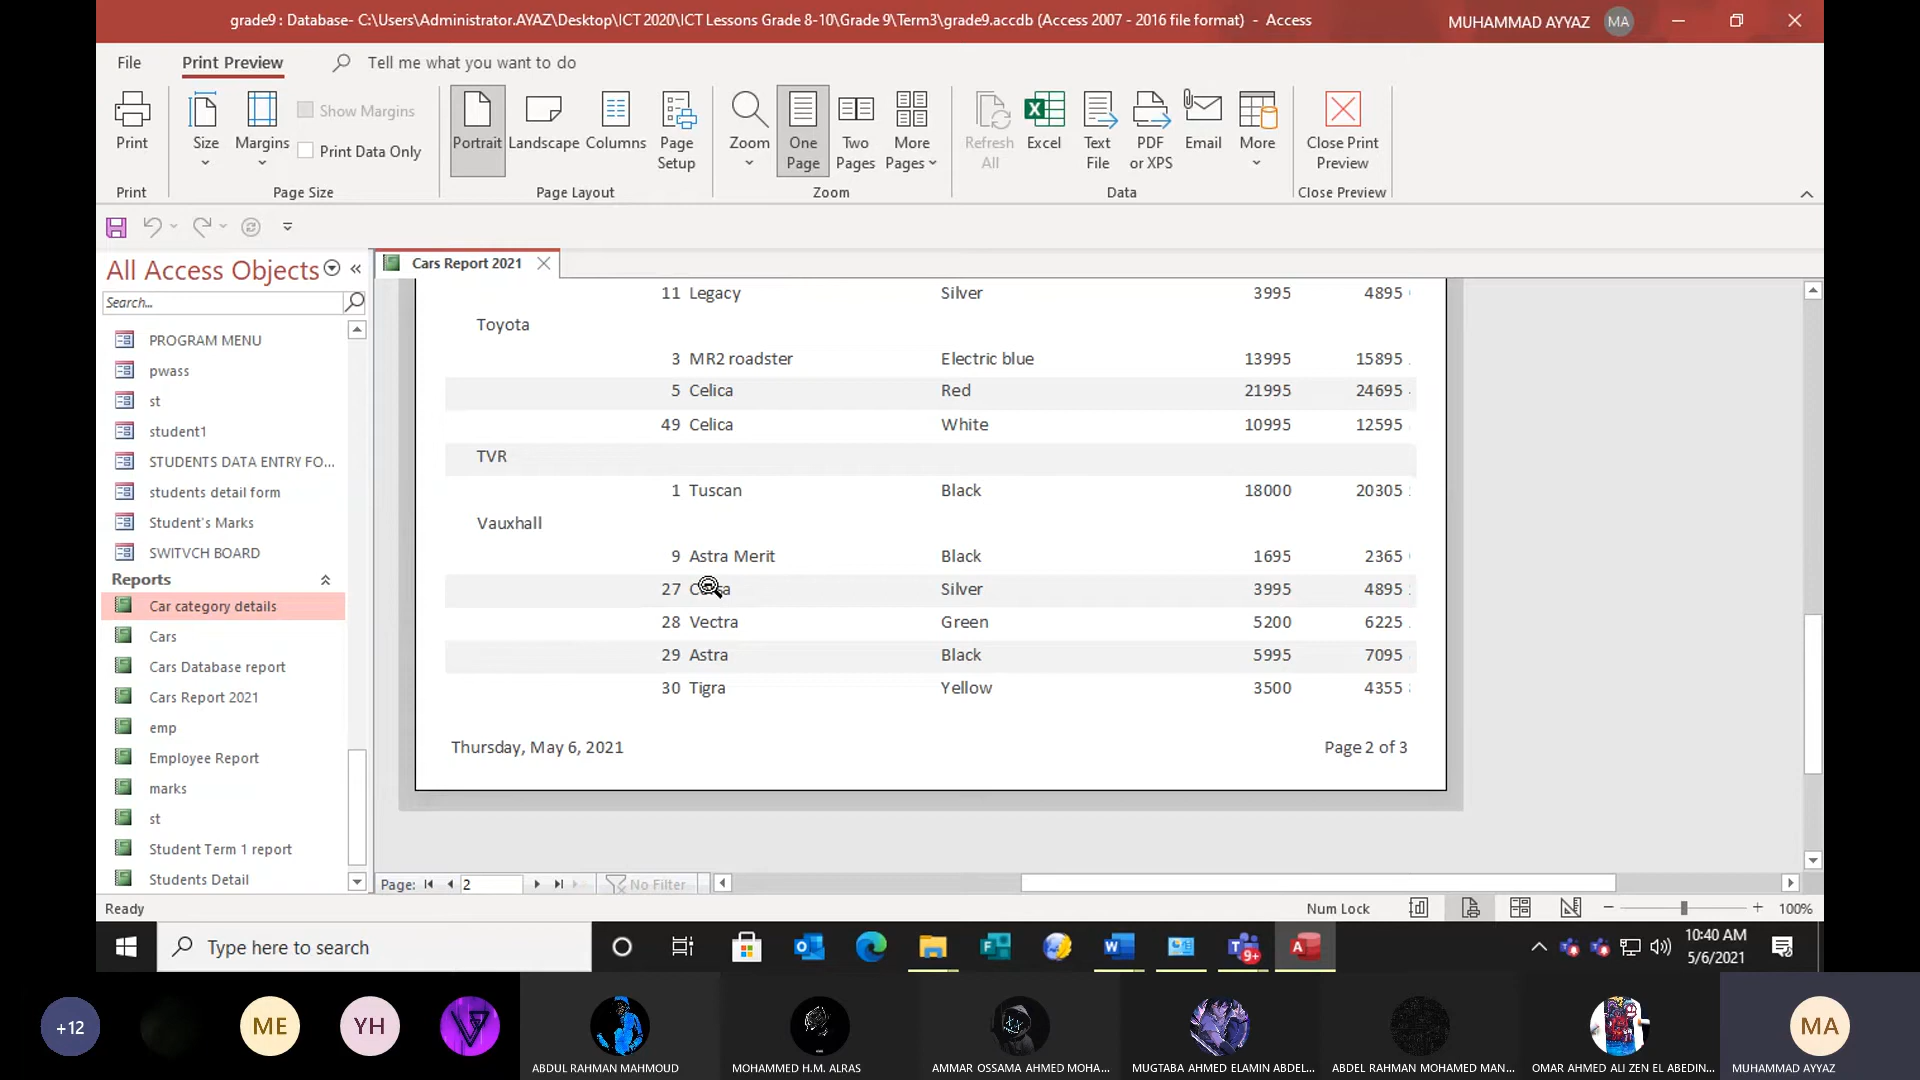 grade9 : Database- C:\Users\Administrator.AYAZ\Desktop\ICT 2020\ICT Lessons Grade 8-10\Grade 9\Term3\grade9.accdb (Access 2007 - 2016 file format) - Access
MUHAMMAD AYYAZ MA
File Print Preview Tell me what you want to do
Print
Size
Margins
Show Margins
Print Data Only
Portrait
Landscape
Columns
Page Setup
Zoom
One Page
Two Pages
More Pages
Refresh All
Excel
Text File
PDF or XPS
Email
More
Close Print Preview
Print Page Size Page Layout Zoom Data Close Preview
All Access Objects
Search...
PROGRAM MENU
pwass
st
student1
STUDENTS DATA ENTRY FO...
students detail form
Student's Marks
SWITVCH BOARD
Reports
Car category details
Cars
Cars Database report
Cars Report 2021
emp
Employee Report
marks
st
Student Term 1 report
Students Detail
Cars Report 2021
11 Legacy Silver 3995 4895
Toyota
3 MR2 roadster Electric blue 13995 15895
5 Celica Red 21995 24695
49 Celica White 10995 12595
TVR
1 Tuscan Black 18000 20305
Vauxhall
9 Astra Merit Black 1695 2365
27 Silver 3995 4895
28 Vectra Green 5200 6225
29 Astra Black 5995 7095
30 Tigra Yellow 3500 4355
Thursday, May 6, 2021 Page 2 of 3
Page: 2 No Filter
Ready Num Lock 100%
Type here to search
9+
10:40 AM
5/6/2021
+12 ME YH MA
ABDUL RAHMAN MAHMOUD MOHAMMED H.M. ALRAS AMMAR OSSAMA AHMED MOHA... MUGTABA AHMED ELAMIN ABDEL... ABDEL RAHMAN MOHAMED MAN... OMAR AHMED ALI ZEN EL ABEDIN... MUHAMMAD AYYAZ